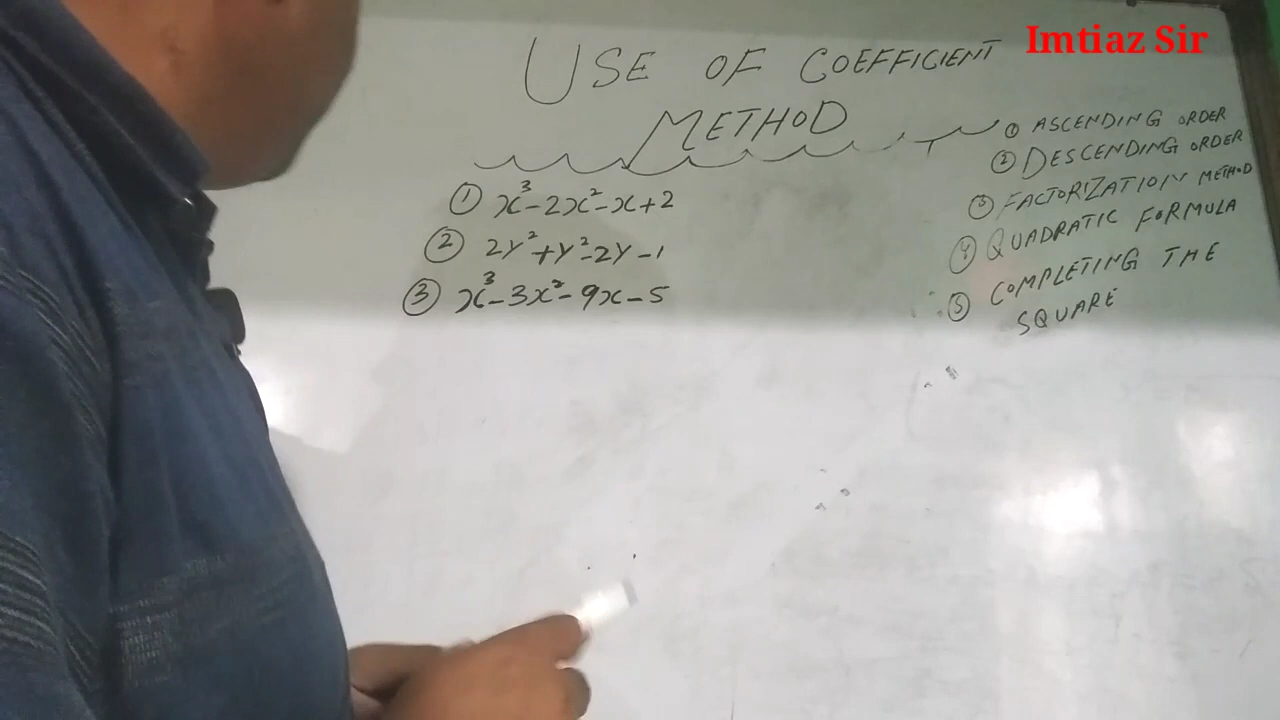 Imtiaz Sir
USE OF COEFFICIENT
METHOD
① x³-2x²-x+2
② 2y²+y²-2y-1
③ x³-3x²-9x-5
① ASCENDING ORDER
② DESCENDING ORDER
③ FACTORIZATION METHOD
④ QUADRATIC FORMULA
⑤ COMPLETING THE
SQUARE